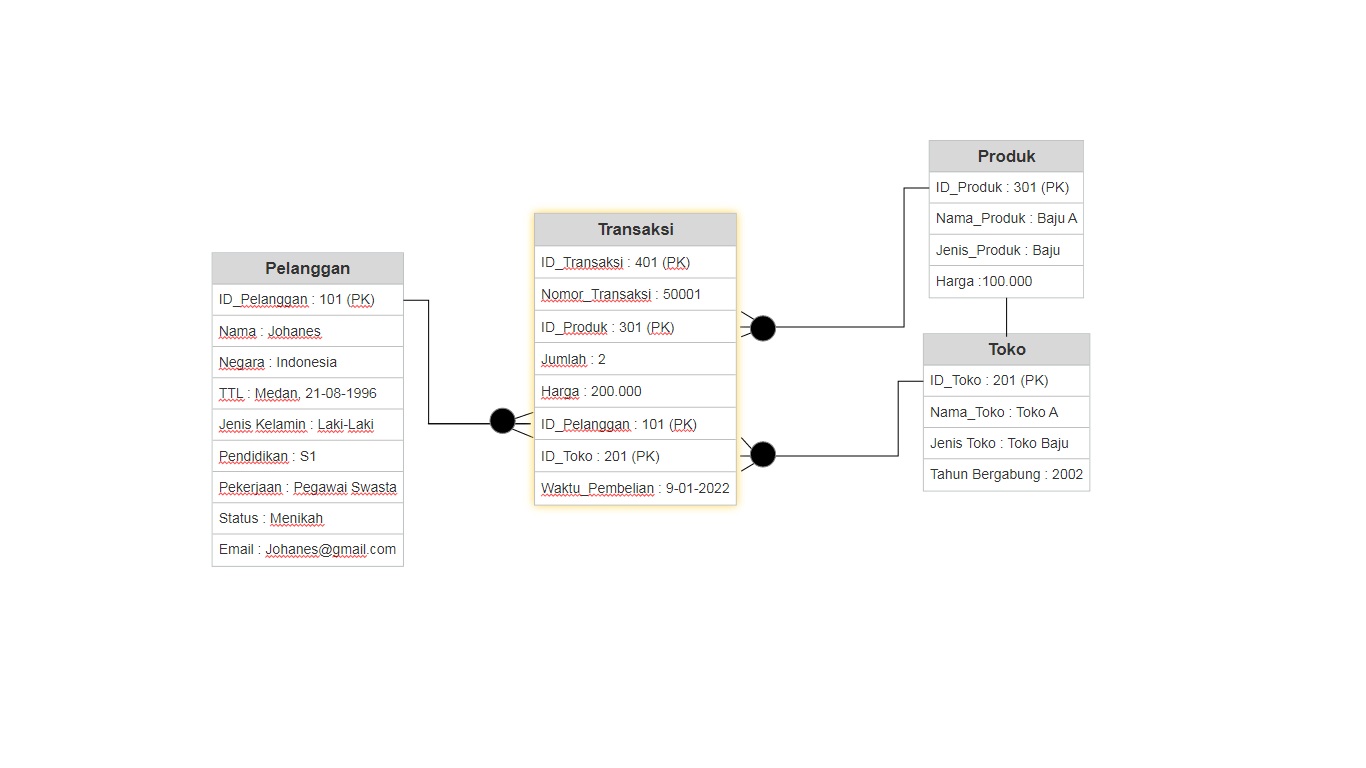 Pelanggan
ID_Pelanggan : 101 (PK)
Nama : Johanes
Negara : Indonesia
TTL : Medan, 21-08-1996
Jenis Kelamin : Laki-Laki
Pendidikan : S1
Pekerjaan : Pegawai Swasta
Status : Menikah
Email : Johanes@gmail.com
Transaksi
ID_Transaksi : 401 (PK)
Nomor_Transaksi : 50001
ID_Produk : 301 (PK)
Jumlah : 2
Harga : 200.000
ID_Pelanggan : 101 (PK)
ID_Toko : 201 (PK)
Waktu_Pembelian : 9-01-2022
Produk
ID_Produk : 301 (PK)
Nama_Produk : Baju A
Jenis_Produk : Baju
Harga :100.000
Toko
ID_Toko : 201 (PK)
Nama_Toko : Toko A
Jenis Toko : Toko Baju
Tahun Bergabung : 2002